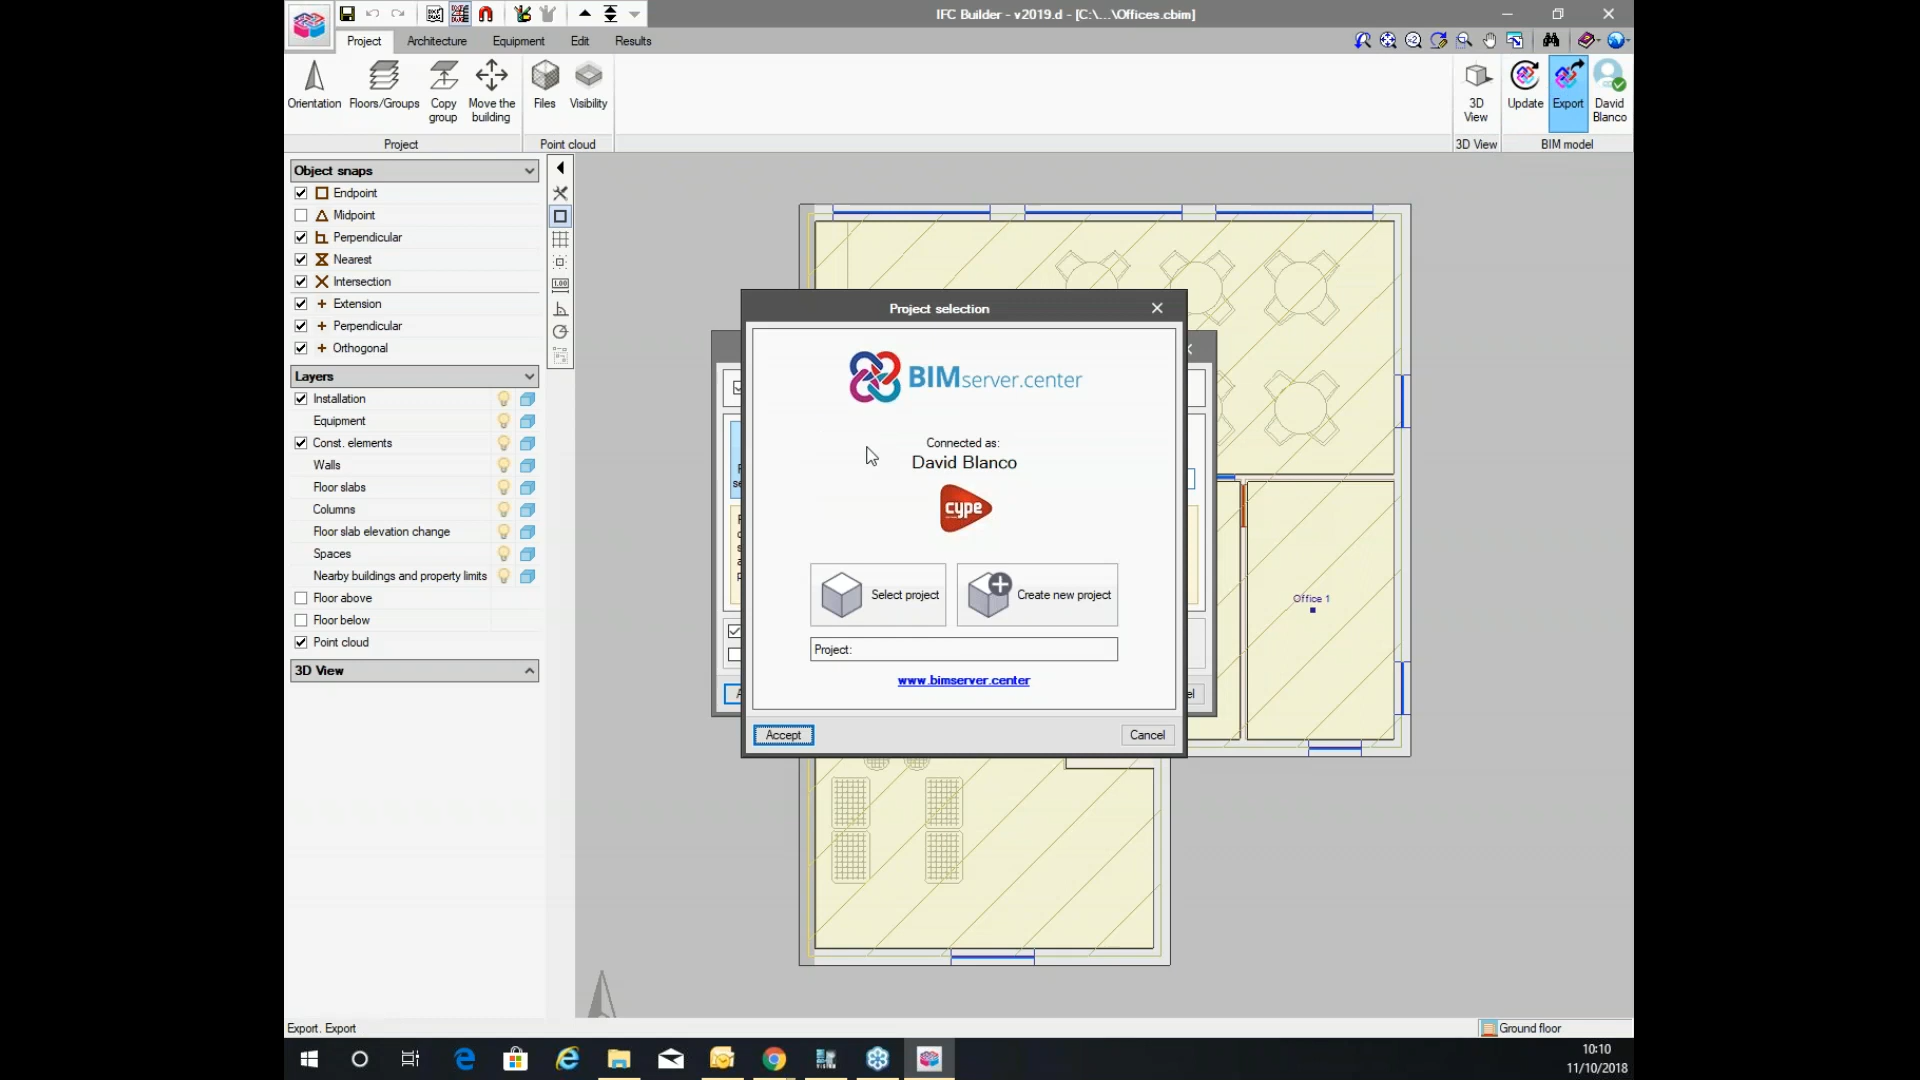 IFC Builder - v2019.d - [C:\...\Offices.cbim]
Project
Architecture
Equipment
Edit
Results
Orientation
Floors/Groups
Copy
group
Move the
building
Files
Visibility
3D
View
Update
Export
David
Blanco
Project
Point cloud
3D View
BIM model
Object snaps
Endpoint
Midpoint
Perpendicular
Nearest
Intersection
Extension
Perpendicular
Orthogonal
Layers
Installation
Equipment
Const. elements
Walls
Floor slabs
Columns
Floor slab elevation change
Spaces
Nearby buildings and property limits
Floor above
Floor below
Point cloud
3D View
Project selection
BIMserver.center
Connected as:
David Blanco
cype
Select project
Create new project
Project:
www.bimserver.center
Accept
Cancel
Office 1
Export. Export
Ground floor
10:10
11/10/2018